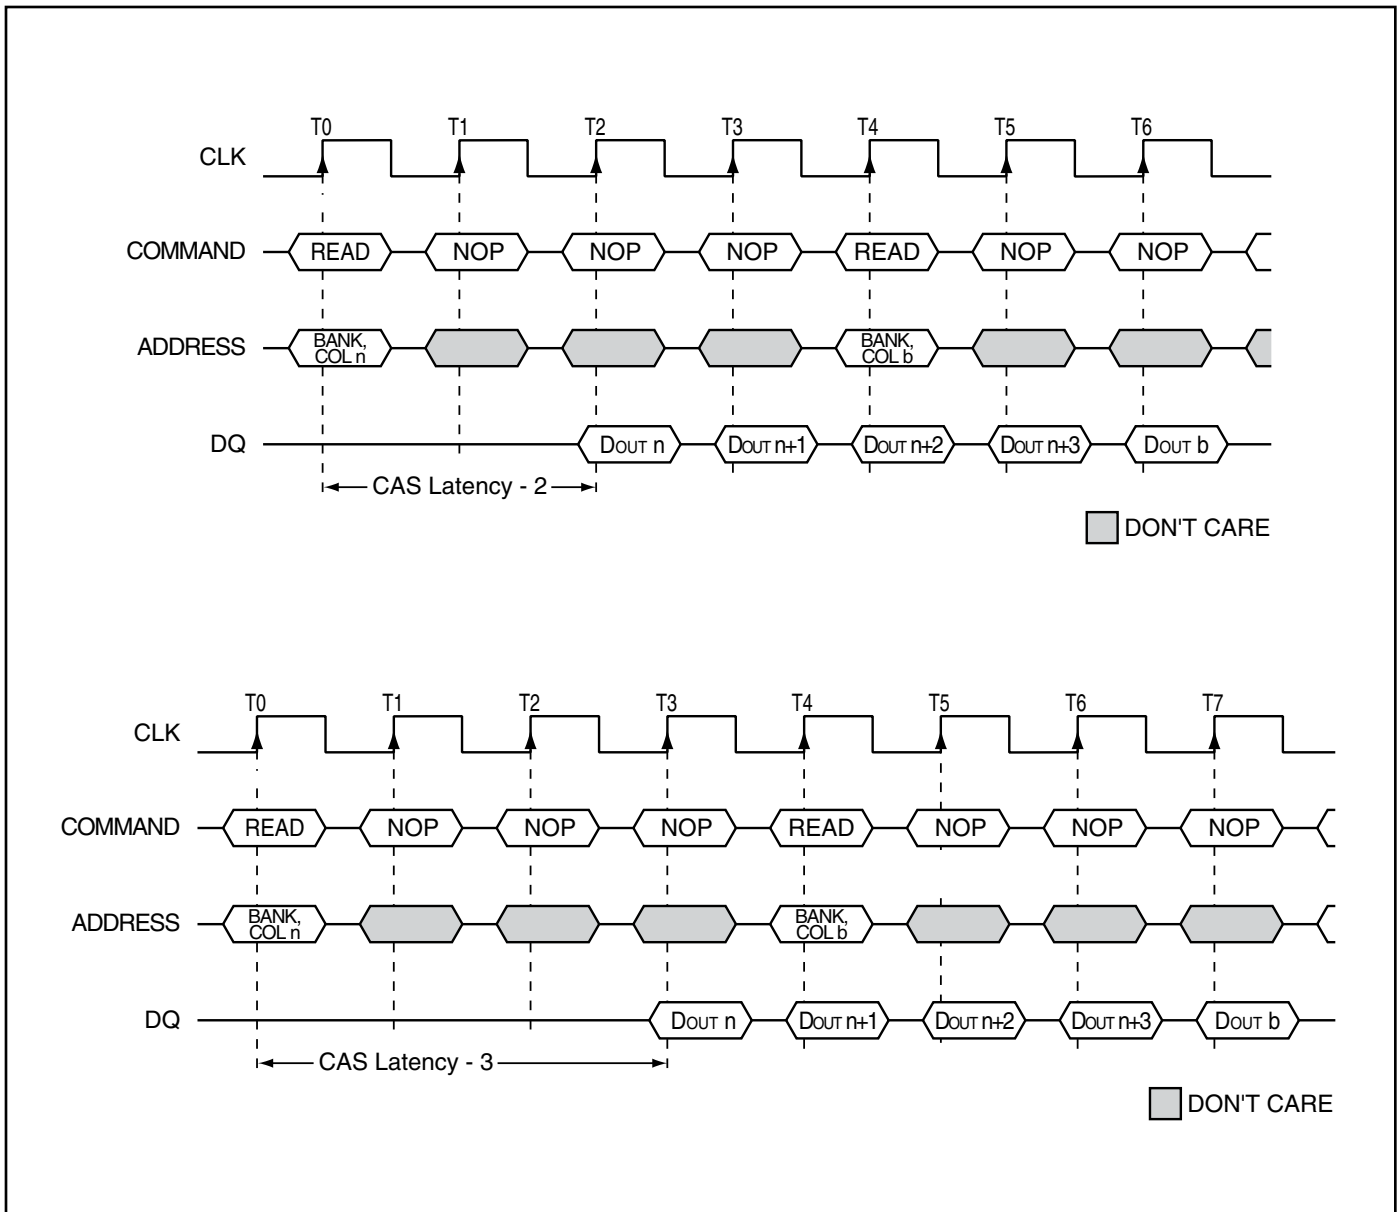 T0 T1 T2 T3 T4 T5 T6
CLK
COMMAND READ NOP NOP NOP READ NOP NOP
ADDRESS BANK, COL n BANK, COL b
DQ DOUT n DOUT n+1 DOUT n+2 DOUT n+3 DOUT b
CAS Latency - 2
DON'T CARE
T0 T1 T2 T3 T4 T5 T6 T7
CLK
COMMAND READ NOP NOP NOP READ NOP NOP NOP
ADDRESS BANK, COL n BANK, COL b
DQ DOUT n DOUT n+1 DOUT n+2 DOUT n+3 DOUT b
CAS Latency - 3
DON'T CARE